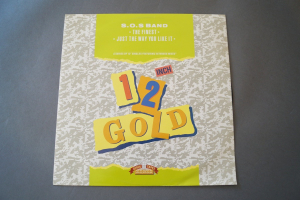 S.O.S BAND
– THE FINEST –
– JUST THE WAY YOU LIKE IT –
12
INCH
GOLD